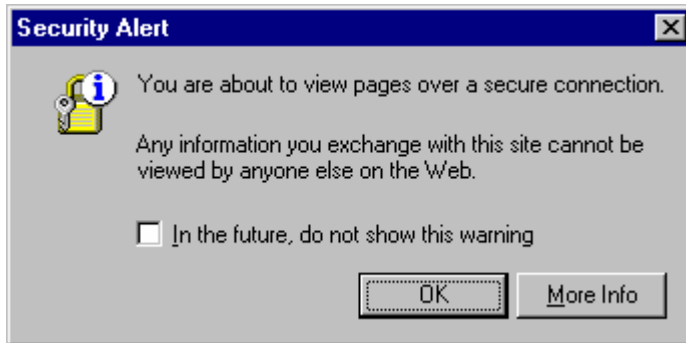 Security Alert
You are about to view pages over a secure connection.
Any information you exchange with this site cannot be
viewed by anyone else on the Web.
In the future, do not show this warning
OK
More Info